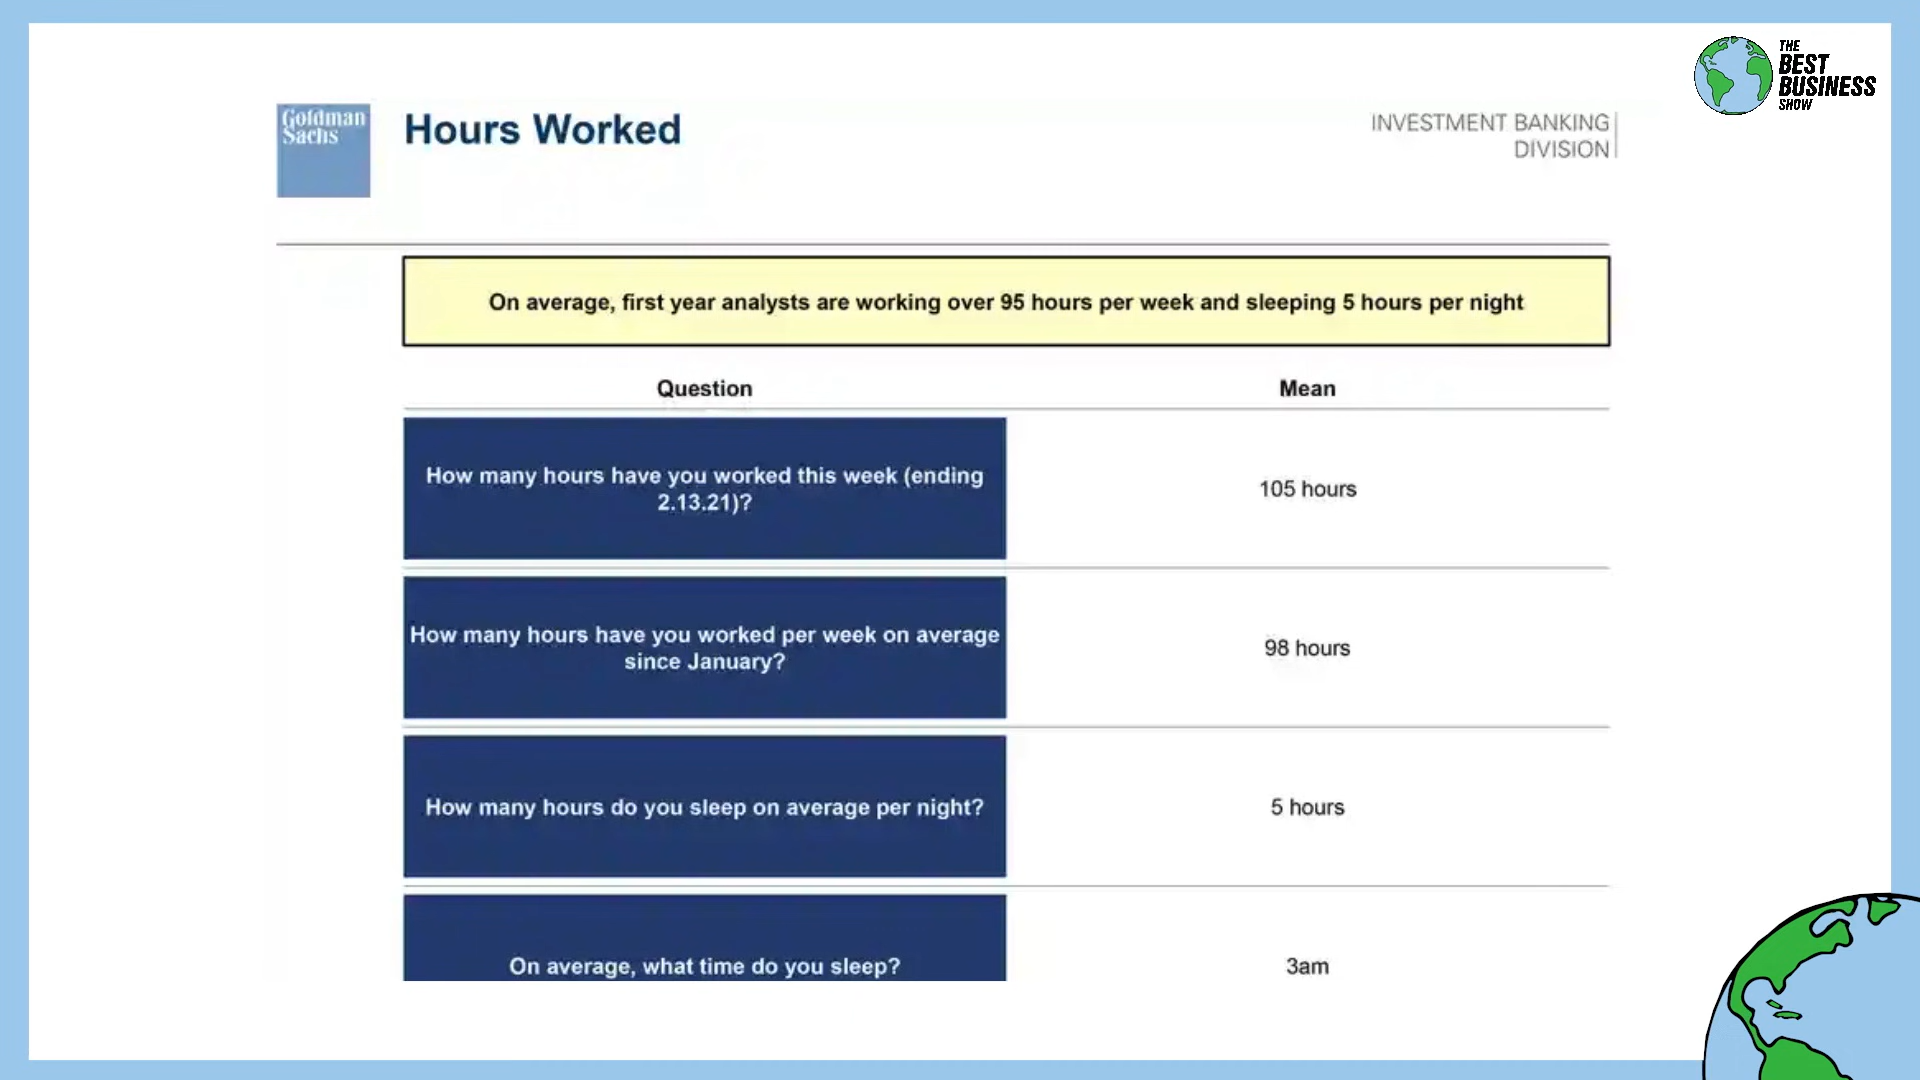 THE
BEST
BUSINESS
SHOW
Goldman
Sachs
Hours Worked
INVESTMENT BANKING
DIVISION
On average, first year analysts are working over 95 hours per week and sleeping 5 hours per night
Question
Mean
How many hours have you worked this week (ending
2.13.21)?
105 hours
How many hours have you worked per week on average
since January?
98 hours
How many hours do you sleep on average per night?
5 hours
On average, what time do you sleep?
3am